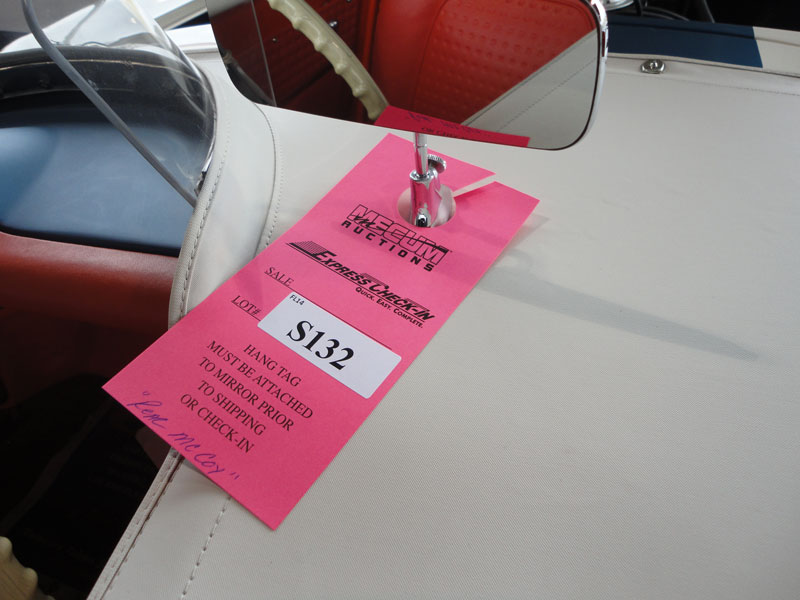 MECUM
AUCTIONS
EXPRESS CHECK-IN
QUICK. EASY. COMPLETE.
SALE
FL14
LOT#
S132
HANG TAG
MUST BE ATTACHED
TO MIRROR PRIOR
TO SHIPPING
OR CHECK-IN
"Real McCoy"